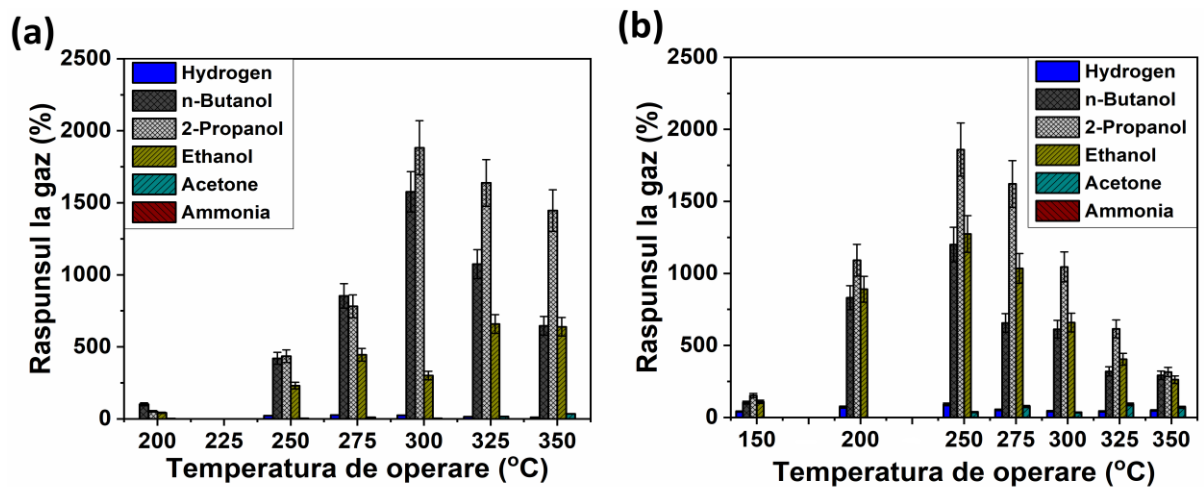 (a)
2500
2000
1500
1000
500
0
Raspunsul la gaz (%)
Hydrogen
n-Butanol
2-Propanol
Ethanol
Acetone
Ammonia
200 225 250 275 300 325 350
Temperatura de operare (°C)
(b)
2500
2000
1500
1000
500
0
Raspunsul la gaz (%)
Hydrogen
n-Butanol
2-Propanol
Ethanol
Acetone
Ammonia
150 200 250 275 300 325 350
Temperatura de operare (°C)